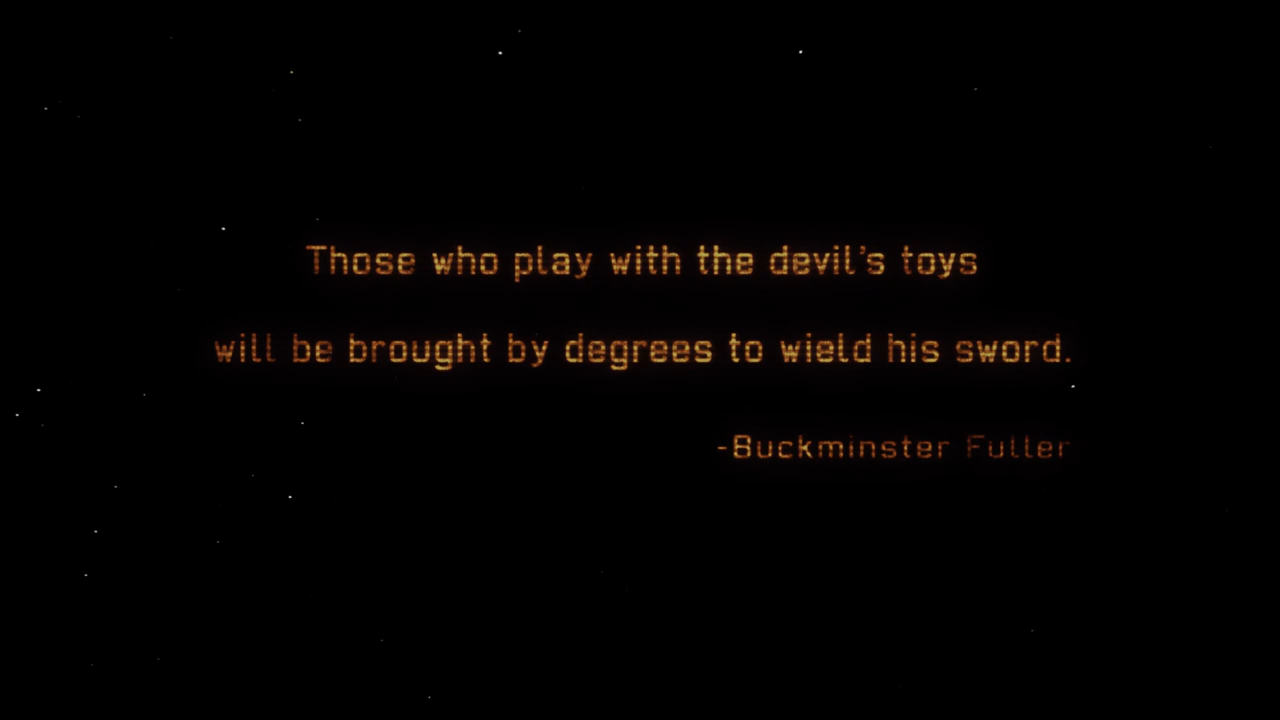 Those who play with the devil’s toys
will be brought by degrees to wield his sword.
-Buckminster Fuller